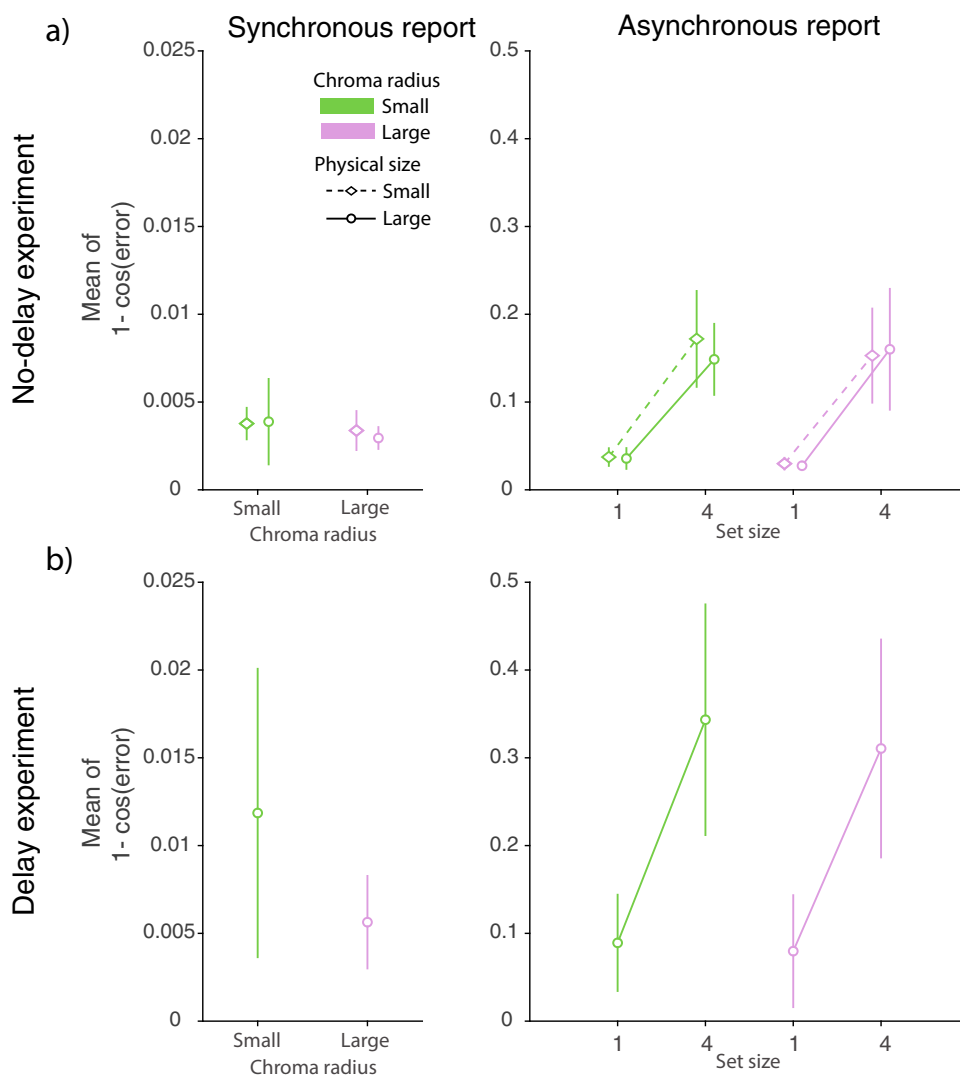 a)
Synchronous report
Asynchronous report
No-delay experiment
Mean of
1- cos(error)
0.025
0.02
0.015
0.01
0.005
0
Chroma radius
Small
Large
Physical size
Small
Large
Small
Large
Chroma radius
0.5
0.4
0.3
0.2
0.1
0
1
4
1
4
Set size
b)
Delay experiment
Mean of
1- cos(error)
0.025
0.02
0.015
0.01
0.005
0
Small
Large
Chroma radius
0.5
0.4
0.3
0.2
0.1
0
1
4
1
4
Set size